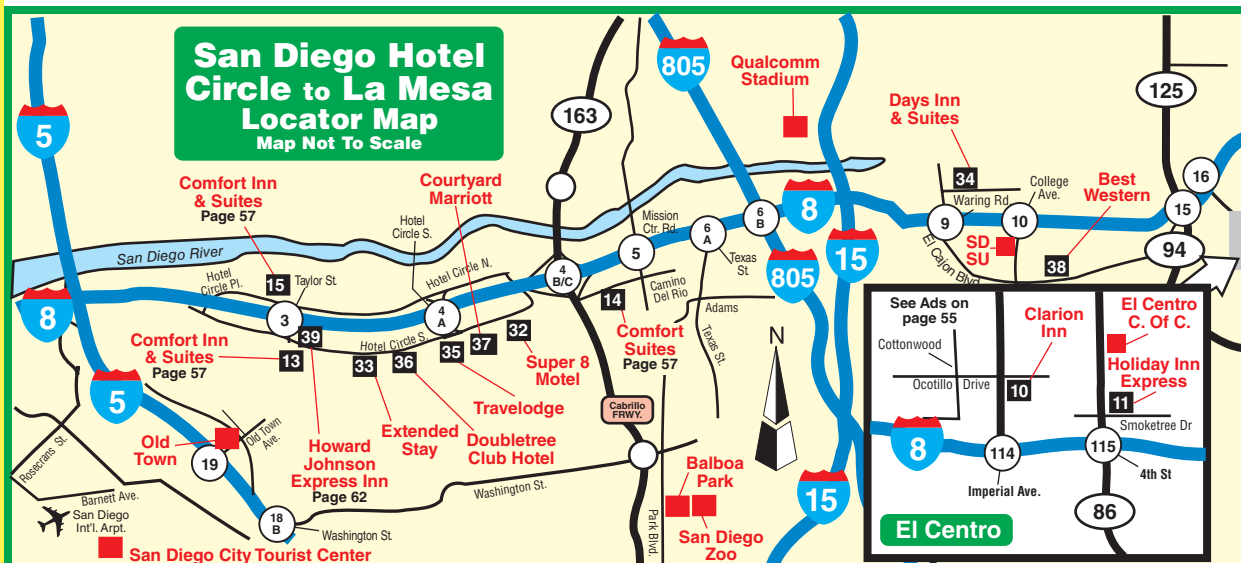 San Diego Hotel
Circle to La Mesa
Locator Map
Map Not To Scale
5
163
805
Qualcomm
Stadium
125
Days Inn
& Suites
34
Waring Rd.
College
Ave.
Best
Western
16
15
9
10
94
SD
SU
El Cajon Blvd.
38
Comfort Inn
& Suites
Page 57
Hotel
Circle S.
Courtyard
Marriott
Mission
Ctr. Rd.
6
A
6
B
8
San Diego River
Hotel
Circle Pl.
15
Taylor St.
Hotel Circle N.
4
B/C
5
Texas
St.
805
15
8
3
4
A
Camino
Del Rio
14
Adams
Texas St.
Comfort Inn
& Suites
Page 57
13
39
Hotel Circle S.
33
36
35
37
32
Super 8
Motel
Comfort
Suites
Page 57
N
5
Travelodge
Cabrillo
FRWY.
Old
Town
Old Town
Ave.
19
Howard
Johnson
Express Inn
Page 62
Extended
Stay
Doubletree
Club Hotel
Rosecrans St.
Barnett Ave.
San Diego
Int'l. Arpt.
18
B
Washington St.
Washington St.
San Diego City Tourist Center
Park Blvd.
Balboa
Park
San Diego
Zoo
15
See Ads on
page 55
Cottonwood
Ocotillo Drive
Clarion
Inn
10
El Centro
C. Of C.
Holiday Inn
Express
11
Smoketree Dr
8
114
115
Imperial Ave.
4th St
86
El Centro